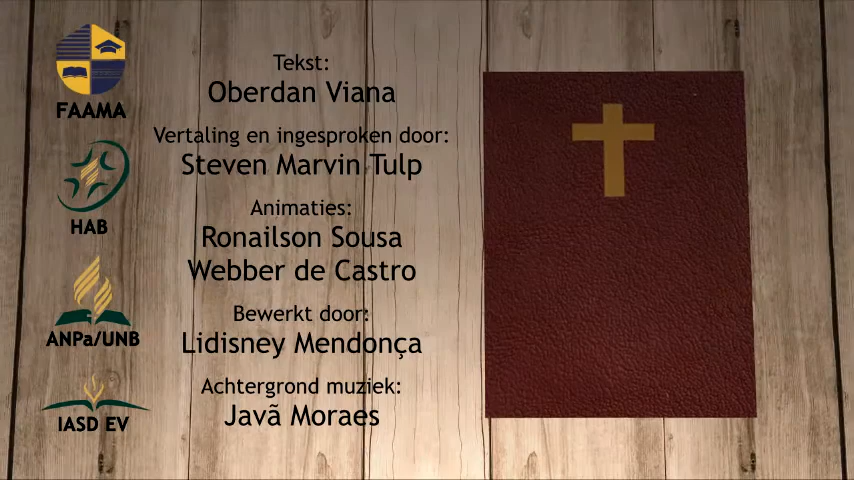 FAAMA
HAB
ANPa/UNB
IASD EV
Tekst:
Oberdan Viana
Vertaling en ingesproken door:
Steven Marvin Tulp
Animaties:
Ronailson Sousa
Webber de Castro
Bewerkt door:
Lidisney Mendonça
Achtergrond muziek:
Javã Moraes